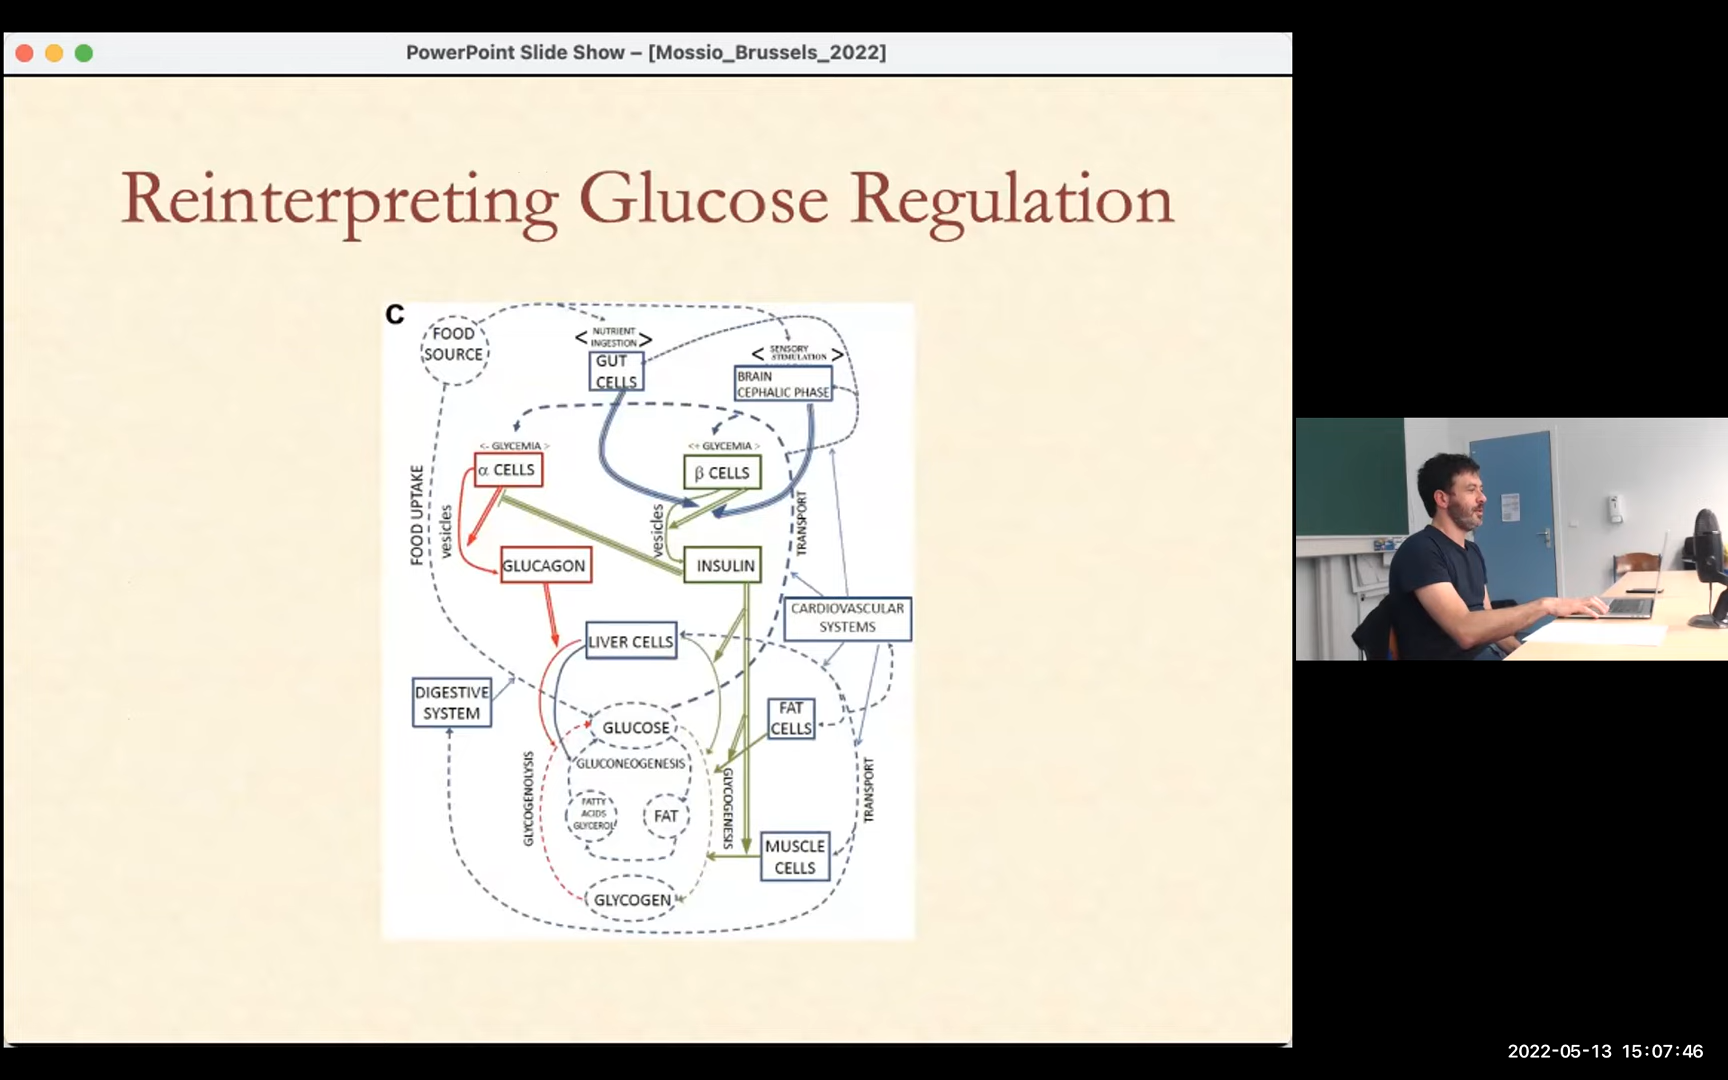 PowerPoint Slide Show – [Mossio_Brussels_2022]
Reinterpreting Glucose Regulation
C
FOOD
SOURCE
< NUTRIENT
INGESTION >
GUT
CELLS
< SENSORY
STIMULATION >
BRAIN
CEPHALIC PHASE
<- GLYCEMIA >
α CELLS
<+ GLYCEMIA >
β CELLS
FOOD UPTAKE
vesicles
vesicles
TRANSPORT
GLUCAGON
INSULIN
CARDIOVASCULAR
SYSTEMS
LIVER CELLS
DIGESTIVE
SYSTEM
FAT
CELLS
GLUCOSE
GLUCONEOGENESIS
GLYCOGENOLYSIS
FATTY
ACIDS
GLYCEROL
FAT
GLYCOGENESIS
TRANSPORT
MUSCLE
CELLS
GLYCOGEN
2022-05-13 15:07:46